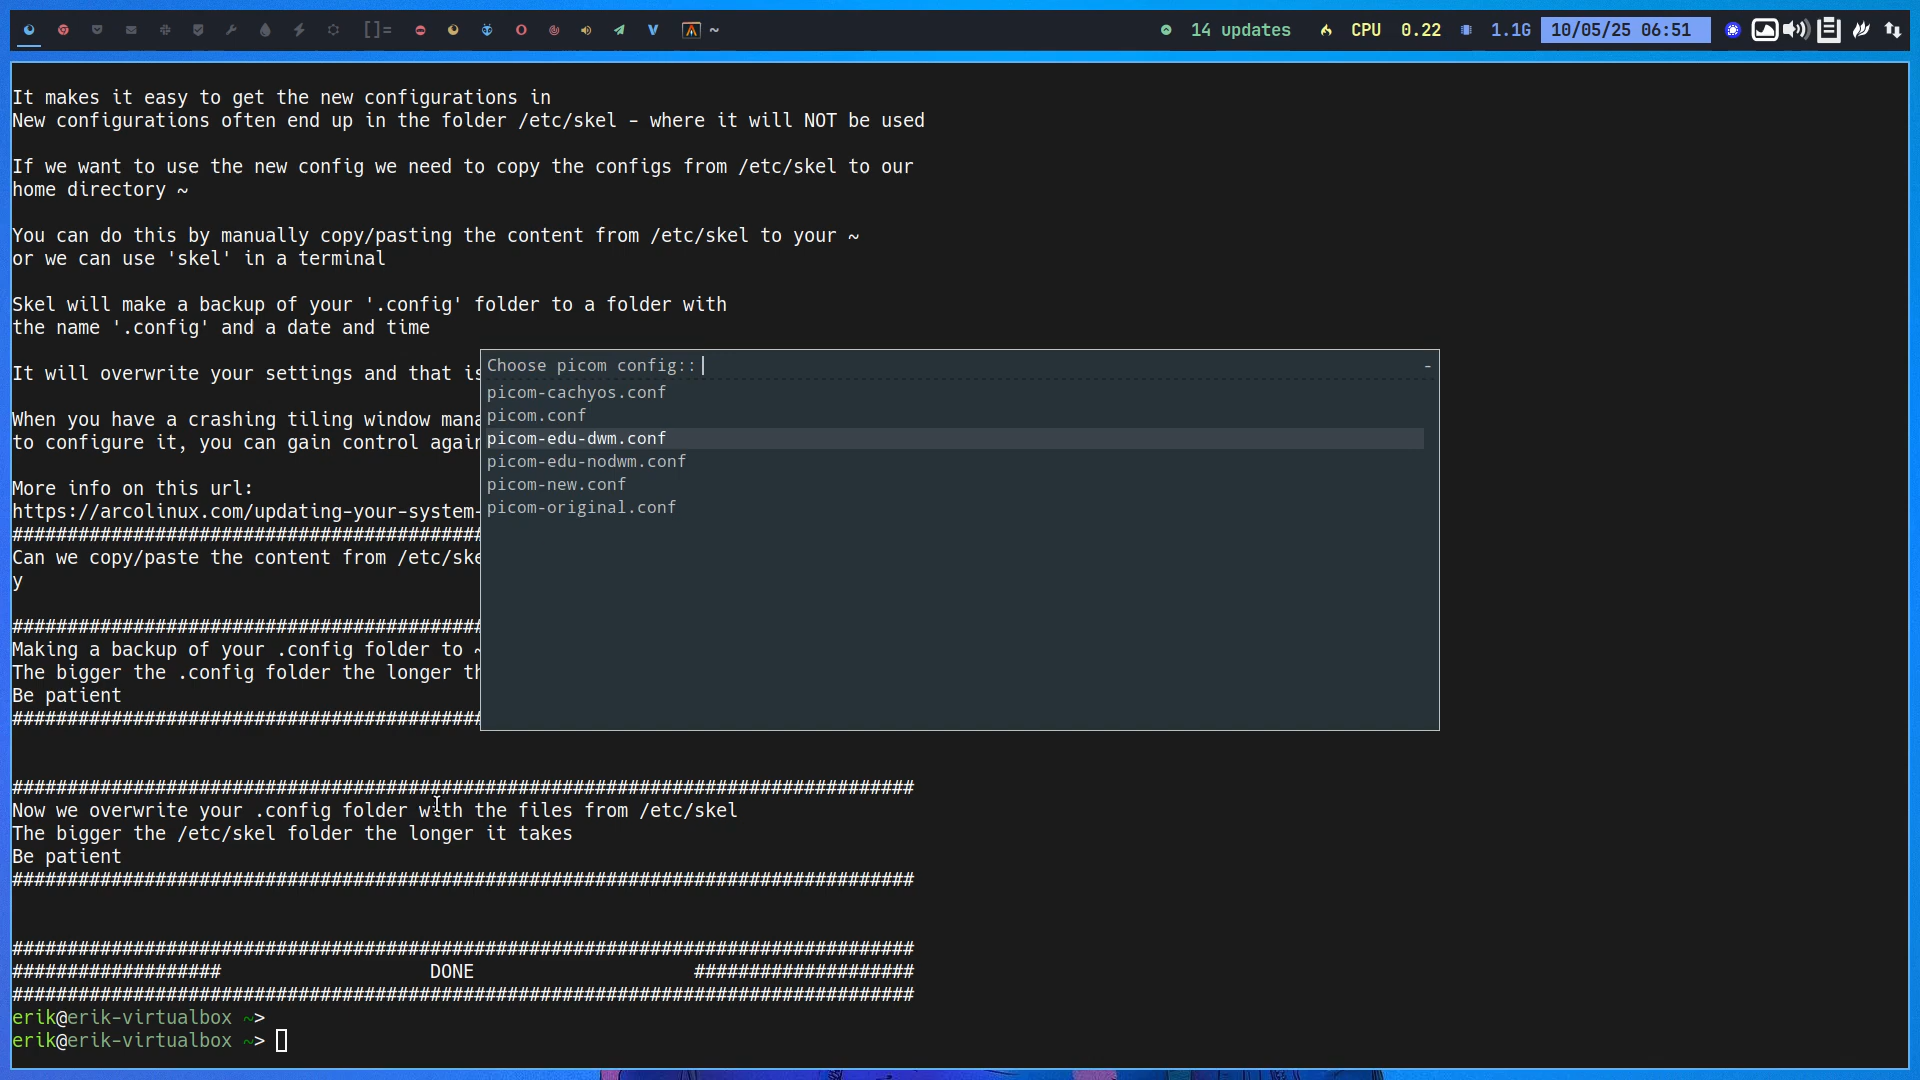 []=
~
14 updates
CPU 0.22
1.1G
10/05/25 06:51
It makes it easy to get the new configurations in
New configurations often end up in the folder /etc/skel - where it will NOT be used
If we want to use the new config we need to copy the configs from /etc/skel to our
home directory ~
You can do this by manually copy/pasting the content from /etc/skel to your ~
or we can use 'skel' in a terminal
Skel will make a backup of your '.config' folder to a folder with
the name '.config' and a date and time
It will overwrite your settings and that is
When you have a crashing tiling window mana
to configure it, you can gain control again
More info on this url:
https://arcolinux.com/updating-your-system-
###########################################
Can we copy/paste the content from /etc/ske
y
###########################################
Making a backup of your .config folder to ~
The bigger the .config folder the longer th
Be patient
###########################################
Choose picom config::
-
picom-cachyos.conf
picom.conf
picom-edu-dwm.conf
picom-edu-nodwm.conf
picom-new.conf
picom-original.conf
##################################################################################
Now we overwrite your .config folder with the files from /etc/skel
The bigger the /etc/skel folder the longer it takes
Be patient
##################################################################################
##################################################################################
################### DONE ####################
##################################################################################
erik@erik-virtualbox ~>
erik@erik-virtualbox ~>